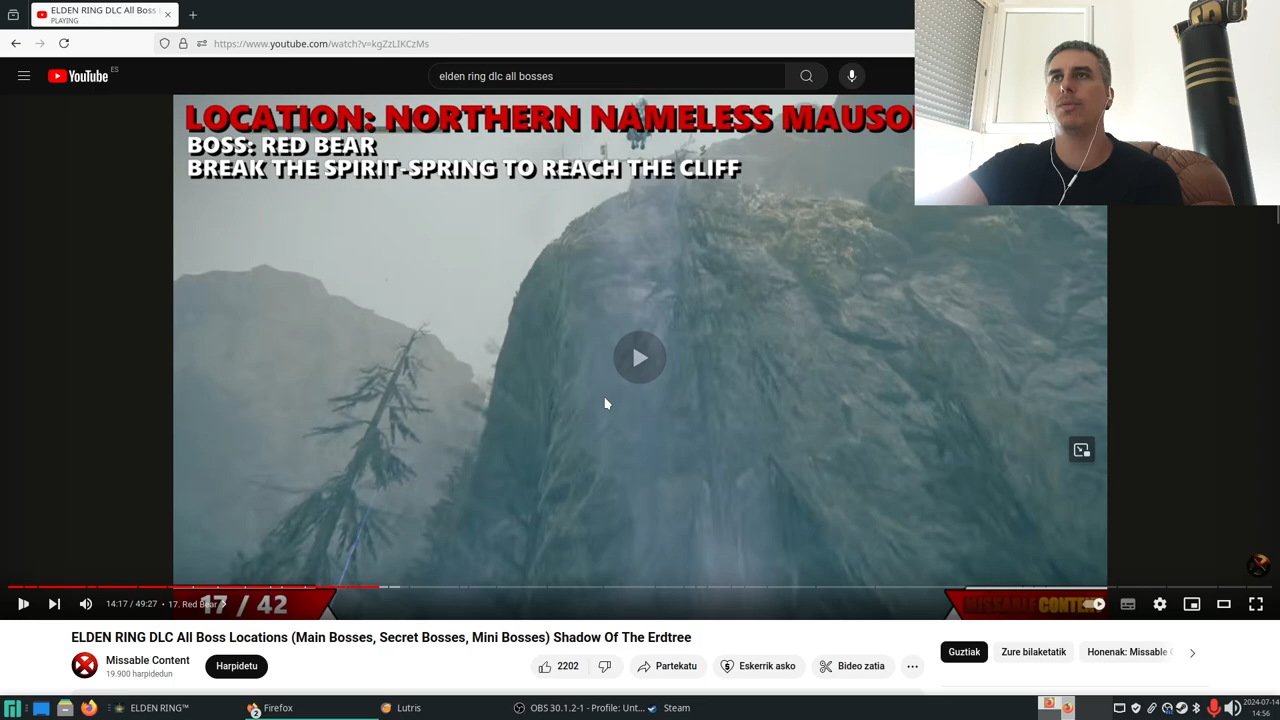 ELDEN RING DLC All Boss
PLAYING
https://www.youtube.com/watch?v=kgZzLIKCzMs
YouTube ES
elden ring dlc all bosses
LOCATION: NORTHERN NAMELESS MAUSO
BOSS: RED BEAR
BREAK THE SPIRIT-SPRING TO REACH THE CLIFF
17 / 42
MISSABLE CONTENT
14:17 / 49:27 • 17. Red Bear
ELDEN RING DLC All Boss Locations (Main Bosses, Secret Bosses, Mini Bosses) Shadow Of The Erdtree
Missable Content
19.900 harpidedun
Harpidetu
2202
Partekatu
Eskerrik asko
Bideo zatia
Guztiak
Zure bilaketatik
Honenak: Missable
ELDEN RING™
2
Firefox
Lutris
OBS 30.1.2-1 - Profile: Unt...
Steam
2024-07-14
14:56